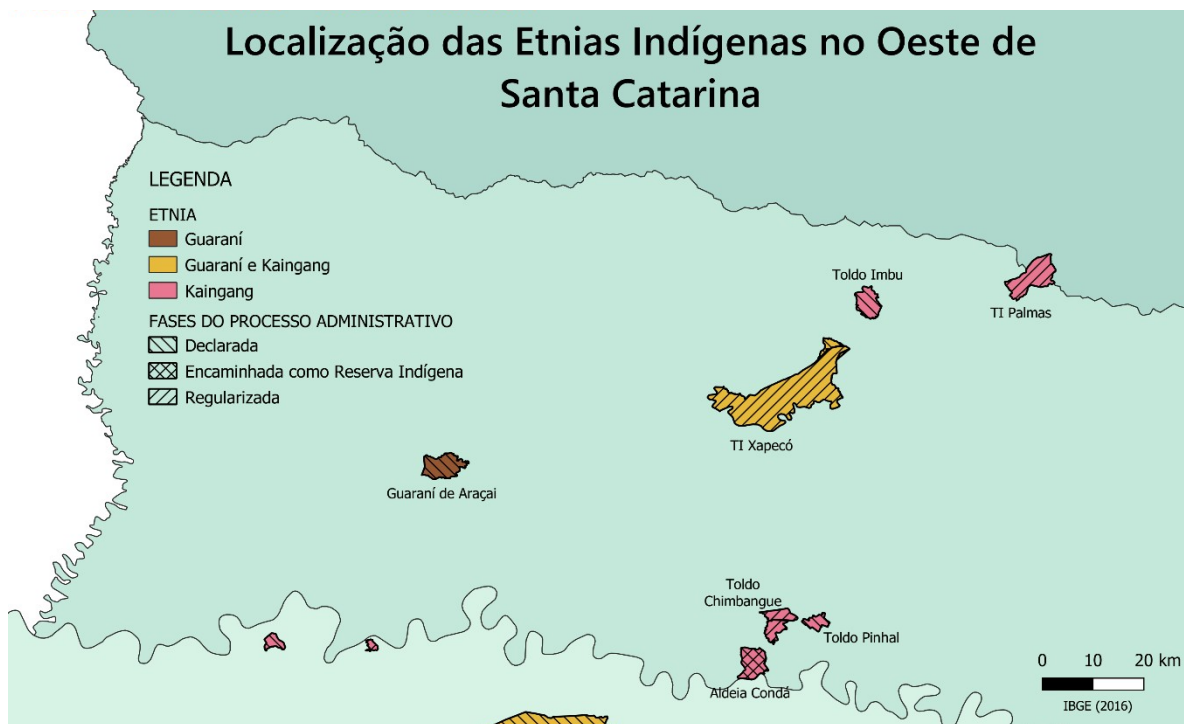 Localização das Etnias Indígenas no Oeste de
Santa Catarina
LEGENDA
ETNIA
Guaraní
Guaraní e Kaingang
Kaingang
FASES DO PROCESSO ADMINISTRATIVO
Declarada
Encaminhada como Reserva Indígena
Regularizada
Toldo Imbu
TI Palmas
TI Xapecó
Guaraní de Araçai
Toldo
Chimbangue
Toldo Pinhal
Aldeia Condá
0 10 20 km
IBGE (2016)